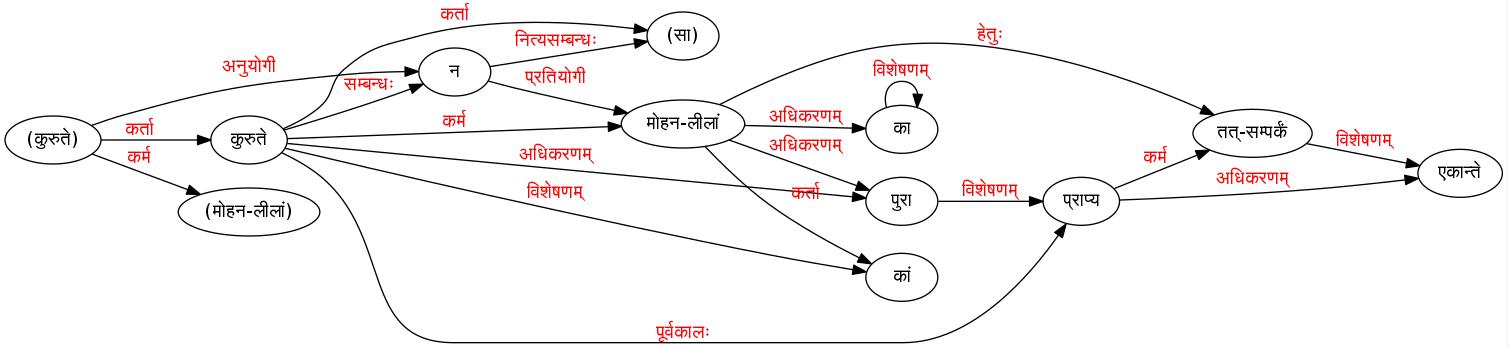 कर्ता
(सा)
नित्यसम्बन्धः
हेतुः
अनुयोगी
न
सम्बन्धः
प्रतियोगी
विशेषणम्
(कुरुते)
कर्ता
कुरुते
कर्म
मोहन-लीलां
अधिकरणम्
का
तत्-सम्पर्कं
विशेषणम्
कर्म
अधिकरणम्
अधिकरणम्
कर्म
अधिकरणम्
एकान्ते
(मोहन-लीलां)
विशेषणम्
कर्ता
पुरा
विशेषणम्
प्राप्य
कां
पूर्वकालः